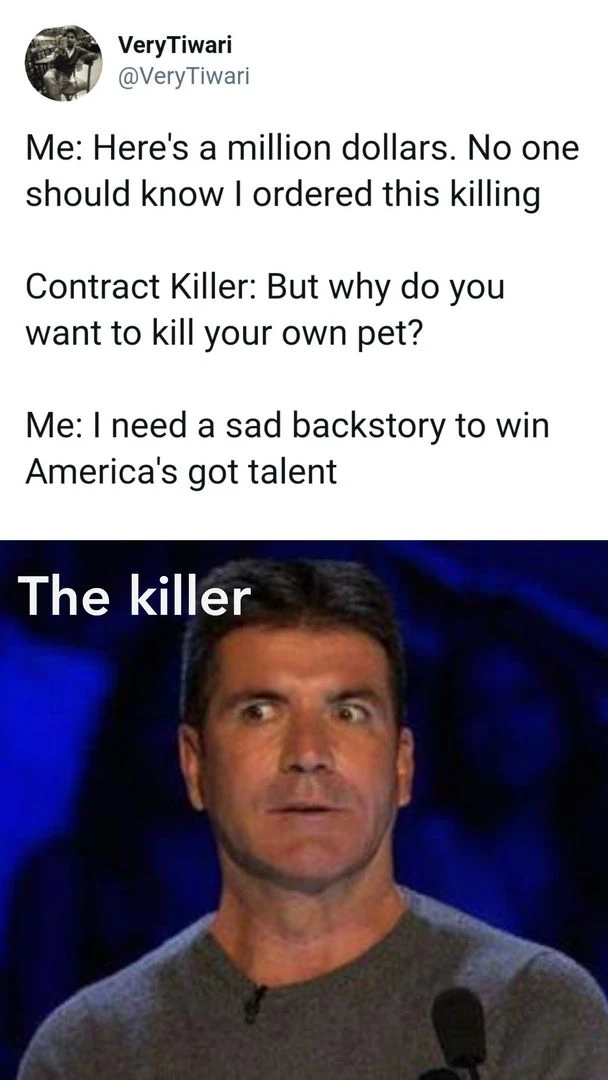 VeryTiwari
@VeryTiwari
Me: Here's a million dollars. No one
should know I ordered this killing
Contract Killer: But why do you
want to kill your own pet?
Me: I need a sad backstory to win
America's got talent
The killer